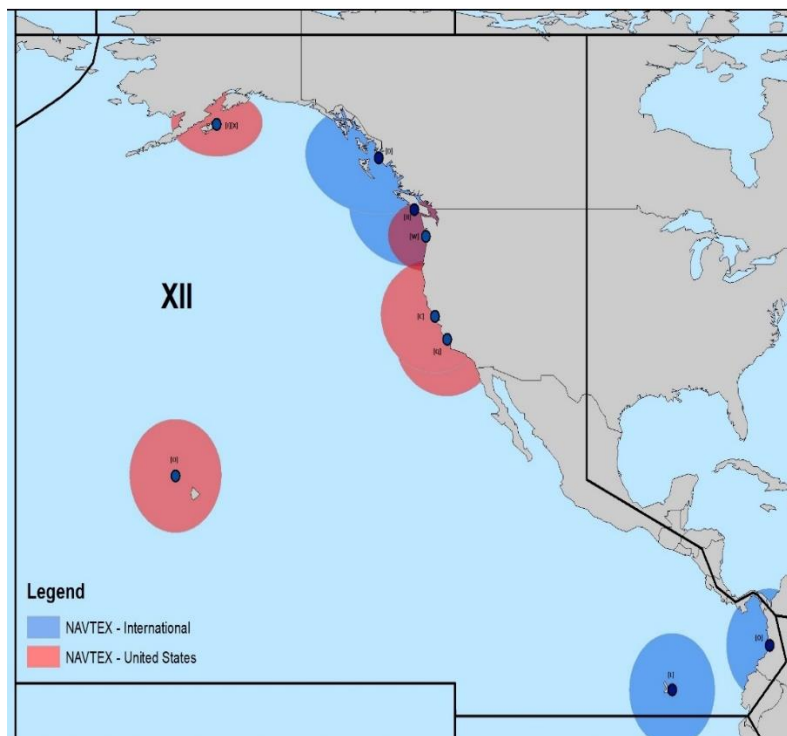 [D]
[W]
[C]
[Q]
XII
[O]
Legend
NAVTEX - International
NAVTEX - United States
[L]